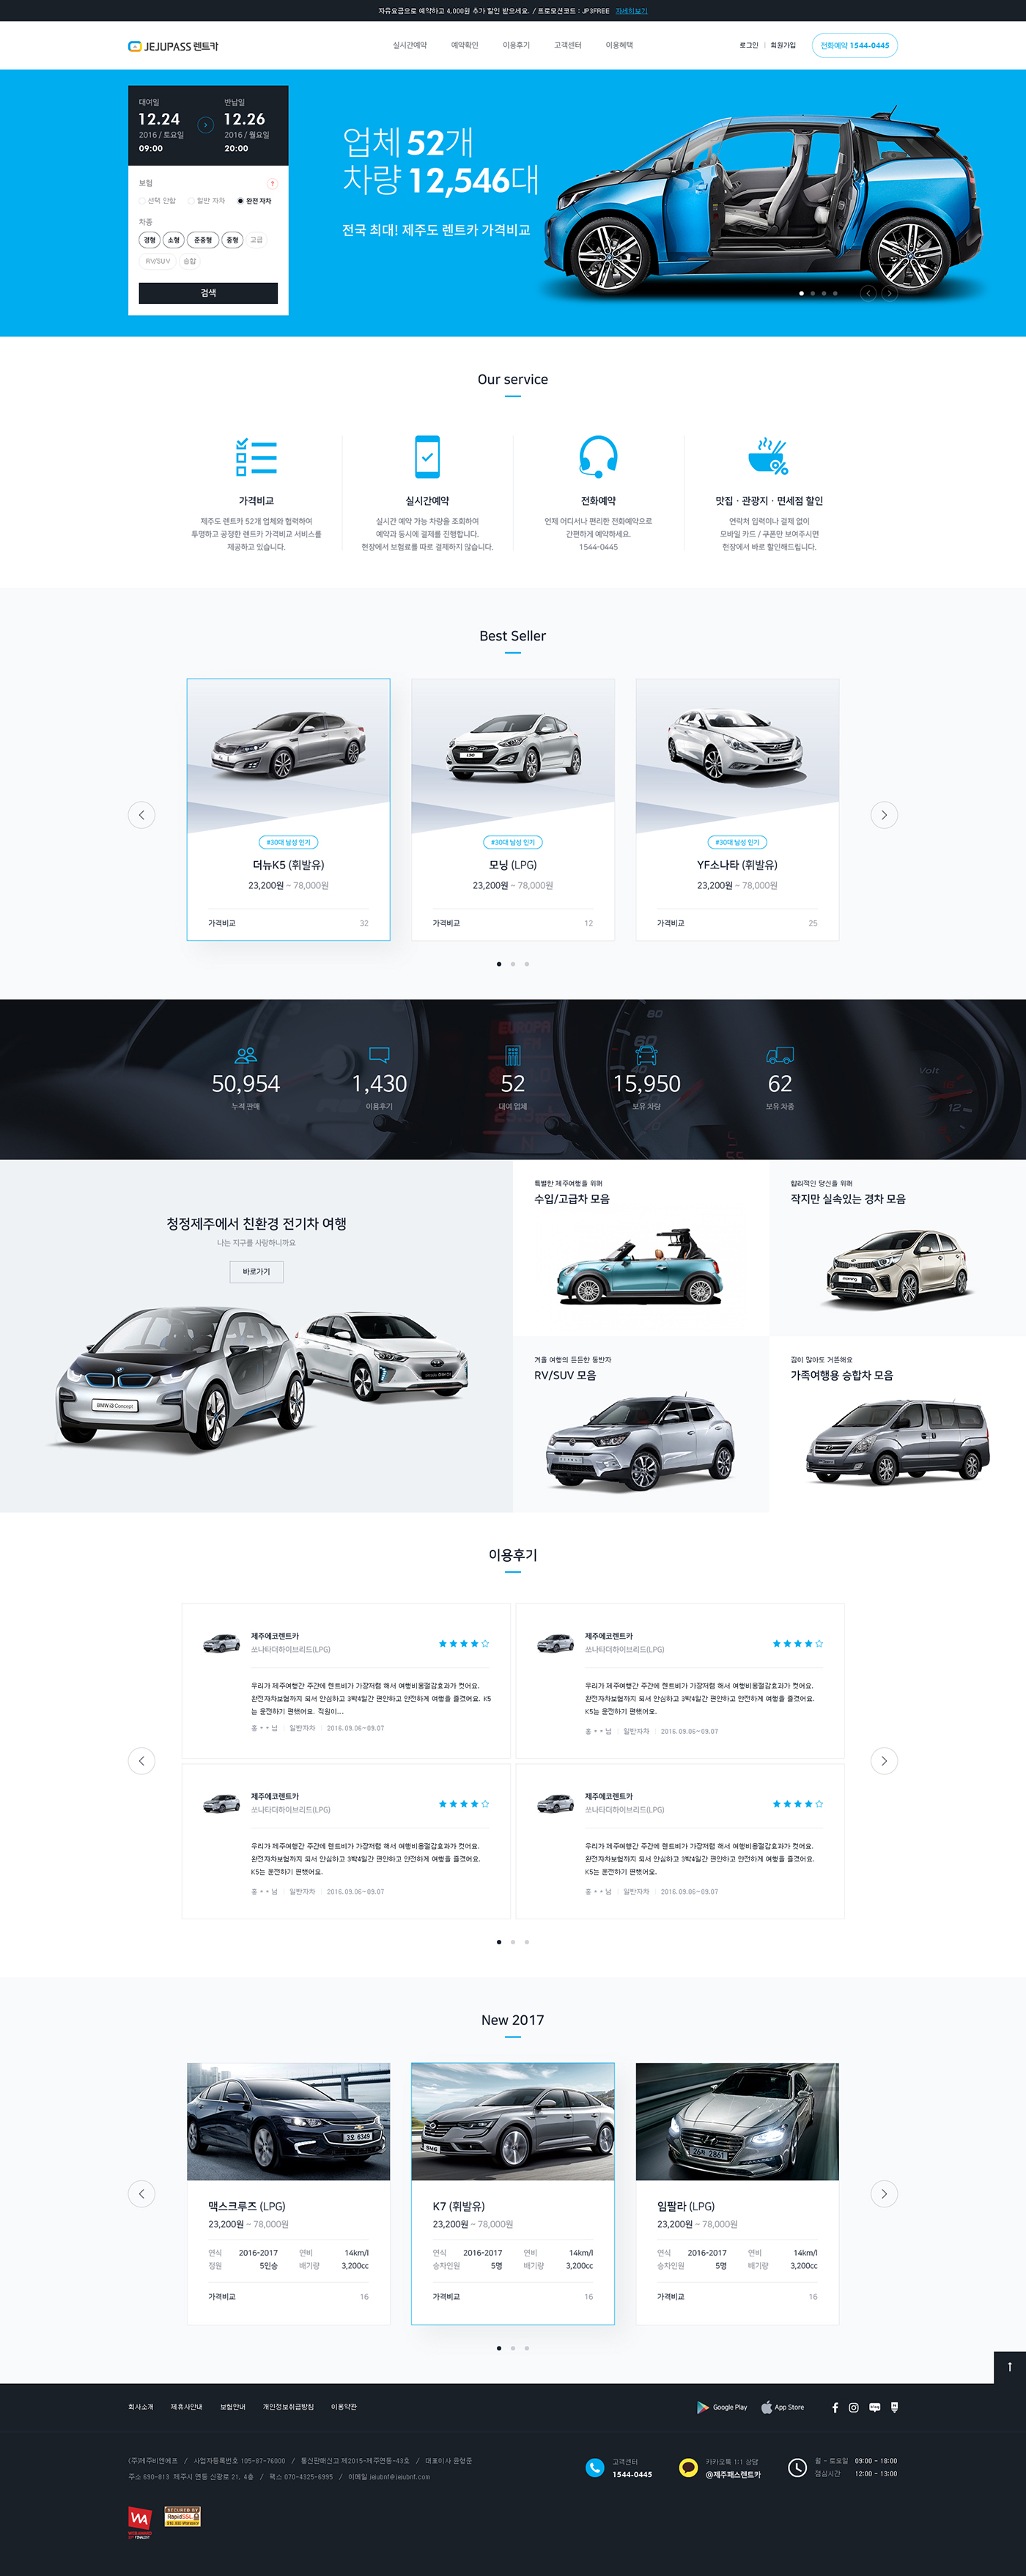 자유요금으로 예약하고 4,000원 추가 할인 받으세요. / 프로모션코드 : JP3FREE 자세히보기
JEJUPASS 렌트카
실시간예약 예약확인 이용후기 고객센터 이용혜택
로그인 회원가입 전화예약 1544-0445
대여일 반납일
12.24 12.26
2016 / 토요일 2016 / 월요일
09:00 20:00
보험 ?
선택 안함 일반 자차 완전 자차
차종
경형 소형 준중형 중형 고급
RV/SUV 승합
검색
업체 52개
차량 12,546대
전국 최대! 제주도 렌트카 가격비교
Our service
가격비교
제주도 렌트카 52개 업체와 협력하여
투명하고 공정한 렌트카 가격비교 서비스를
제공하고 있습니다.
실시간예약
실시간 예약 가능 차량을 조회하여
예약과 동시에 결제를 진행합니다.
현장에서 보험료를 따로 결제하지 않습니다.
전화예약
언제 어디서나 편리한 전화예약으로
간편하게 예약하세요.
1544-0445
맛집 · 관광지 · 면세점 할인
연락처 입력이나 결제 없이
모바일 카드 / 쿠폰만 보여주시면
현장에서 바로 할인해드립니다.
Best Seller
#30대 남성 인기
더뉴K5 (휘발유)
23,200원 ~ 78,000원
가격비교 32
#30대 남성 인기
모닝 (LPG)
23,200원 ~ 78,000원
가격비교 12
#30대 남성 인기
YF소나타 (휘발유)
23,200원 ~ 78,000원
가격비교 25
50,954 1,430 52 15,950 62
누적 판매 이용후기 대여 업체 보유 차량 보유 차종
청정제주에서 친환경 전기차 여행
나는 지구를 사랑하니까요
바로가기
BMW i3 Concept
특별한 제주여행을 위해
수입/고급차 모음
합리적인 당신을 위해
작지만 실속있는 경차 모음
겨울 여행의 든든한 동반자
RV/SUV 모음
짐이 많아도 거뜬해요
가족여행용 승합차 모음
이용후기
제주에코렌트카
쏘나타더하이브리드(LPG)
우리가 제주여행간 주간에 렌트비가 가장저렴 해서 여행비용절감효과가 컷어요.
완전자차보험까지 되서 안심하고 3박4일간 편안하고 안전하게 여행을 즐겼어요. K5
는 운전하기 편했어요. 직원이...
홍 * * 님 일반자차 2016.09.06~09.07
제주에코렌트카
쏘나타더하이브리드(LPG)
우리가 제주여행간 주간에 렌트비가 가장저렴 해서 여행비용절감효과가 컷어요.
완전자차보험까지 되서 안심하고 3박4일간 편안하고 안전하게 여행을 즐겼어요.
K5는 운전하기 편했어요.
홍 * * 님 일반자차 2016.09.06~09.07
제주에코렌트카
쏘나타더하이브리드(LPG)
우리가 제주여행간 주간에 렌트비가 가장저렴 해서 여행비용절감효과가 컷어요.
완전자차보험까지 되서 안심하고 3박4일간 편안하고 안전하게 여행을 즐겼어요.
K5는 운전하기 편했어요.
홍 * * 님 일반자차 2016.09.06~09.07
제주에코렌트카
쏘나타더하이브리드(LPG)
우리가 제주여행간 주간에 렌트비가 가장저렴 해서 여행비용절감효과가 컷어요.
완전자차보험까지 되서 안심하고 3박4일간 편안하고 안전하게 여행을 즐겼어요.
K5는 운전하기 편했어요.
홍 * * 님 일반자차 2016.09.06~09.07
New 2017
맥스크루즈 (LPG)
23,200원 ~ 78,000원
연식 2016-2017 연비 14km/l
정원 5인승 배기량 3,200cc
가격비교 16
K7 (휘발유)
23,200원 ~ 78,000원
연식 2016-2017 연비 14km/l
승차인원 5명 배기량 3,200cc
가격비교 16
임팔라 (LPG)
23,200원 ~ 78,000원
연식 2016-2017 연비 14km/l
승차인원 5명 배기량 3,200cc
가격비교 16
회사소개 제휴사안내 보험안내 개인정보취급방침 이용약관
Google Play App Store
(주)제주비엔에프 / 사업자등록번호 105-87-76000 / 통신판매신고 제2015-제주연동-43호 / 대표이사 윤형준
주소 690-813 제주시 연동 신광로 21, 4층 / 팩스 070-4325-6995 / 이메일 jejubnf@jejubnf.com
고객센터
1544-0445
카카오톡 1:1 상담
@제주패스렌트카
월 - 토요일 09:00 - 18:00
점심시간 12:00 - 13:00
WA
RapidSSL